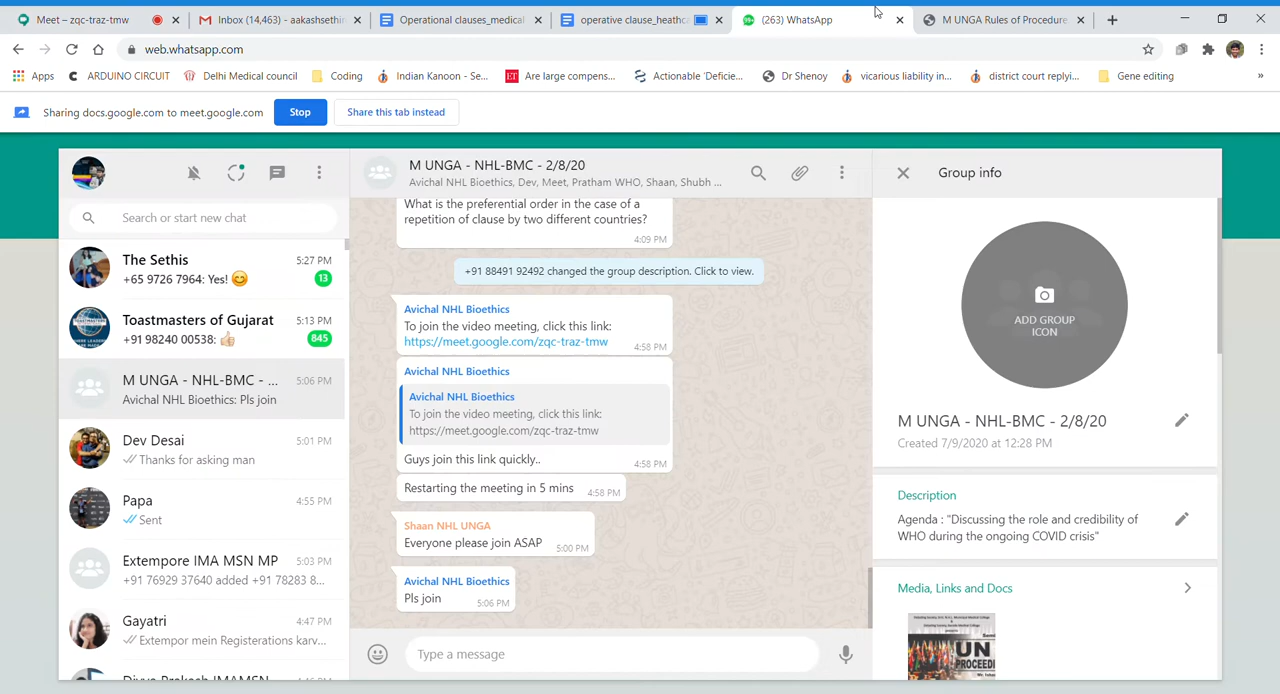 Meet – zqc-traz-tmw
Inbox (14,463) - aakashsethi
Operational clauses_medical
operative clause_heathc
(263) WhatsApp
M UNGA Rules of Procedure
web.whatsapp.com
Apps
ARDUINO CIRCUIT
Delhi Medical council
Coding
Indian Kanoon - Se...
Are large compens...
Actionable 'Deficie...
Dr Shenoy
vicarious liability in...
district court replyi...
Gene editing
»
Sharing docs.google.com to meet.google.com
Stop
Share this tab instead
Search or start new chat
The Sethis
5:27 PM
+65 9726 7964: Yes! 😊
13
Toastmasters of Gujarat
5:13 PM
+91 98240 00538: 👍🏻
845
M UNGA - NHL-BMC - ...
5:06 PM
Avichal NHL Bioethics: Pls join
Dev Desai
5:01 PM
Thanks for asking man
Papa
4:55 PM
Sent
Extempore IMA MSN MP
5:03 PM
+91 76929 37640 added +91 78283 8...
Gayatri
4:47 PM
Extempor mein Registerations karv...
M UNGA - NHL-BMC - 2/8/20
Avichal NHL Bioethics, Dev, Meet, Pratham WHO, Shaan, Shubh ...
What is the preferential order in the case of a
repetition of clause by two different countries?
4:09 PM
+91 88491 92492 changed the group description. Click to view.
Avichal NHL Bioethics
To join the video meeting, click this link:
https://meet.google.com/zqc-traz-tmw
4:58 PM
Avichal NHL Bioethics
Avichal NHL Bioethics
To join the video meeting, click this link:
https://meet.google.com/zqc-traz-tmw
Guys join this link quickly..
4:58 PM
Restarting the meeting in 5 mins
4:58 PM
Shaan NHL UNGA
Everyone please join ASAP
5:00 PM
Avichal NHL Bioethics
Pls join
5:06 PM
Type a message
Group info
ADD GROUP
ICON
M UNGA - NHL-BMC - 2/8/20
Created 7/9/2020 at 12:28 PM
Description
Agenda : "Discussing the role and credibility of
WHO during the ongoing COVID crisis"
Media, Links and Docs
UN
PROCEED